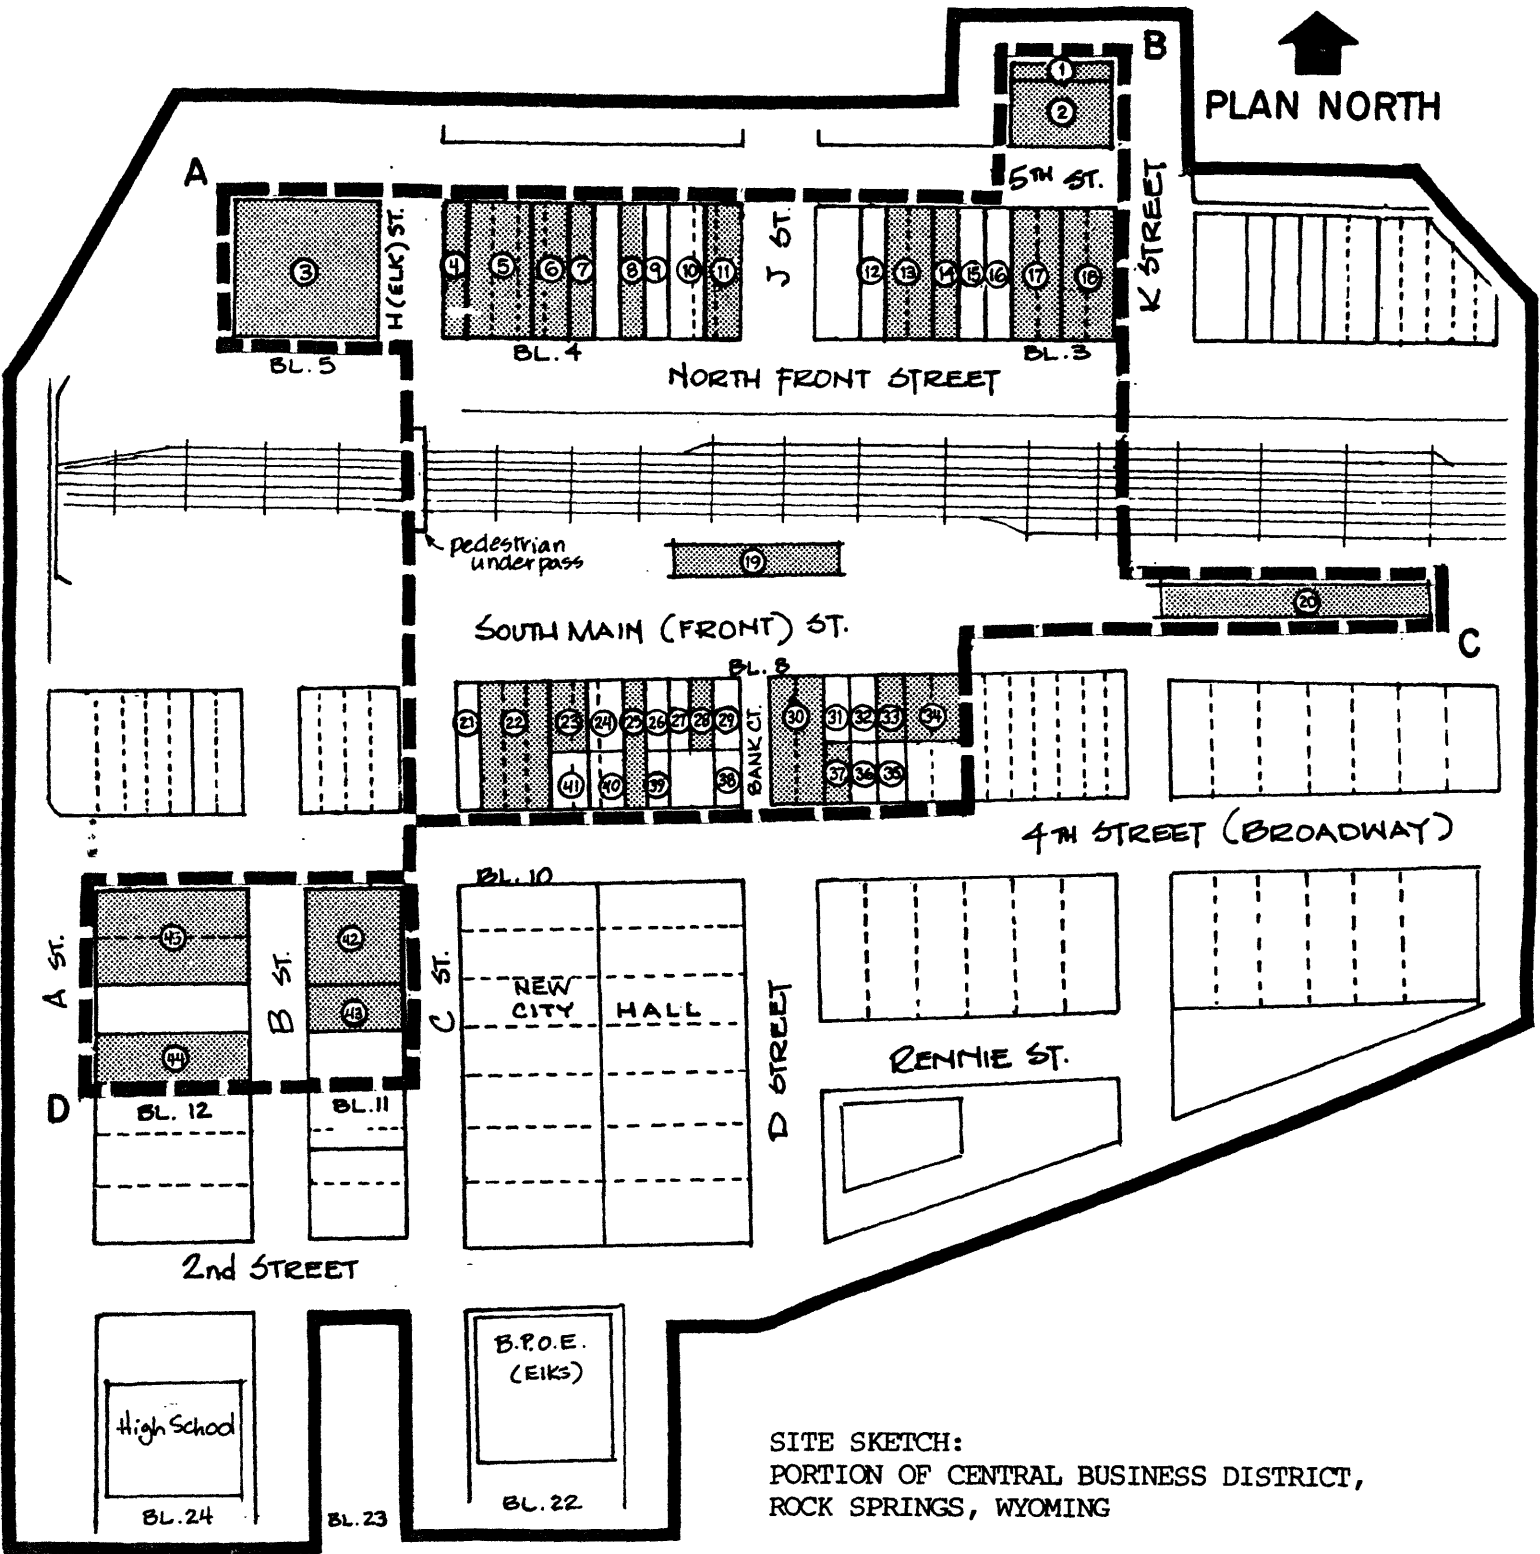 B
PLAN NORTH
1
2
A
5TH ST.
H(ELK) ST.
J ST.
K STREET
3
4
5
6
7
8
9
10
11
12
13
14
15
16
17
18
BL. 5
BL. 4
BL. 3
NORTH FRONT STREET
pedestrian
underpass
19
20
SOUTH MAIN (FRONT) ST.
C
BL. 8
21
22
23
24
25
26
27
28
29
BANK CT.
30
31
32
33
34
41
40
39
38
37
36
35
4TH STREET (BROADWAY)
BL. 10
A ST.
45
B ST.
42
C ST.
43
44
NEW
CITY HALL
D STREET
RENNIE ST.
D
BL. 12
BL. 11
2nd STREET
B.P.O.E.
(Elks)
High School
BL. 24
BL. 23
BL. 22
SITE SKETCH:
PORTION OF CENTRAL BUSINESS DISTRICT,
ROCK SPRINGS, WYOMING